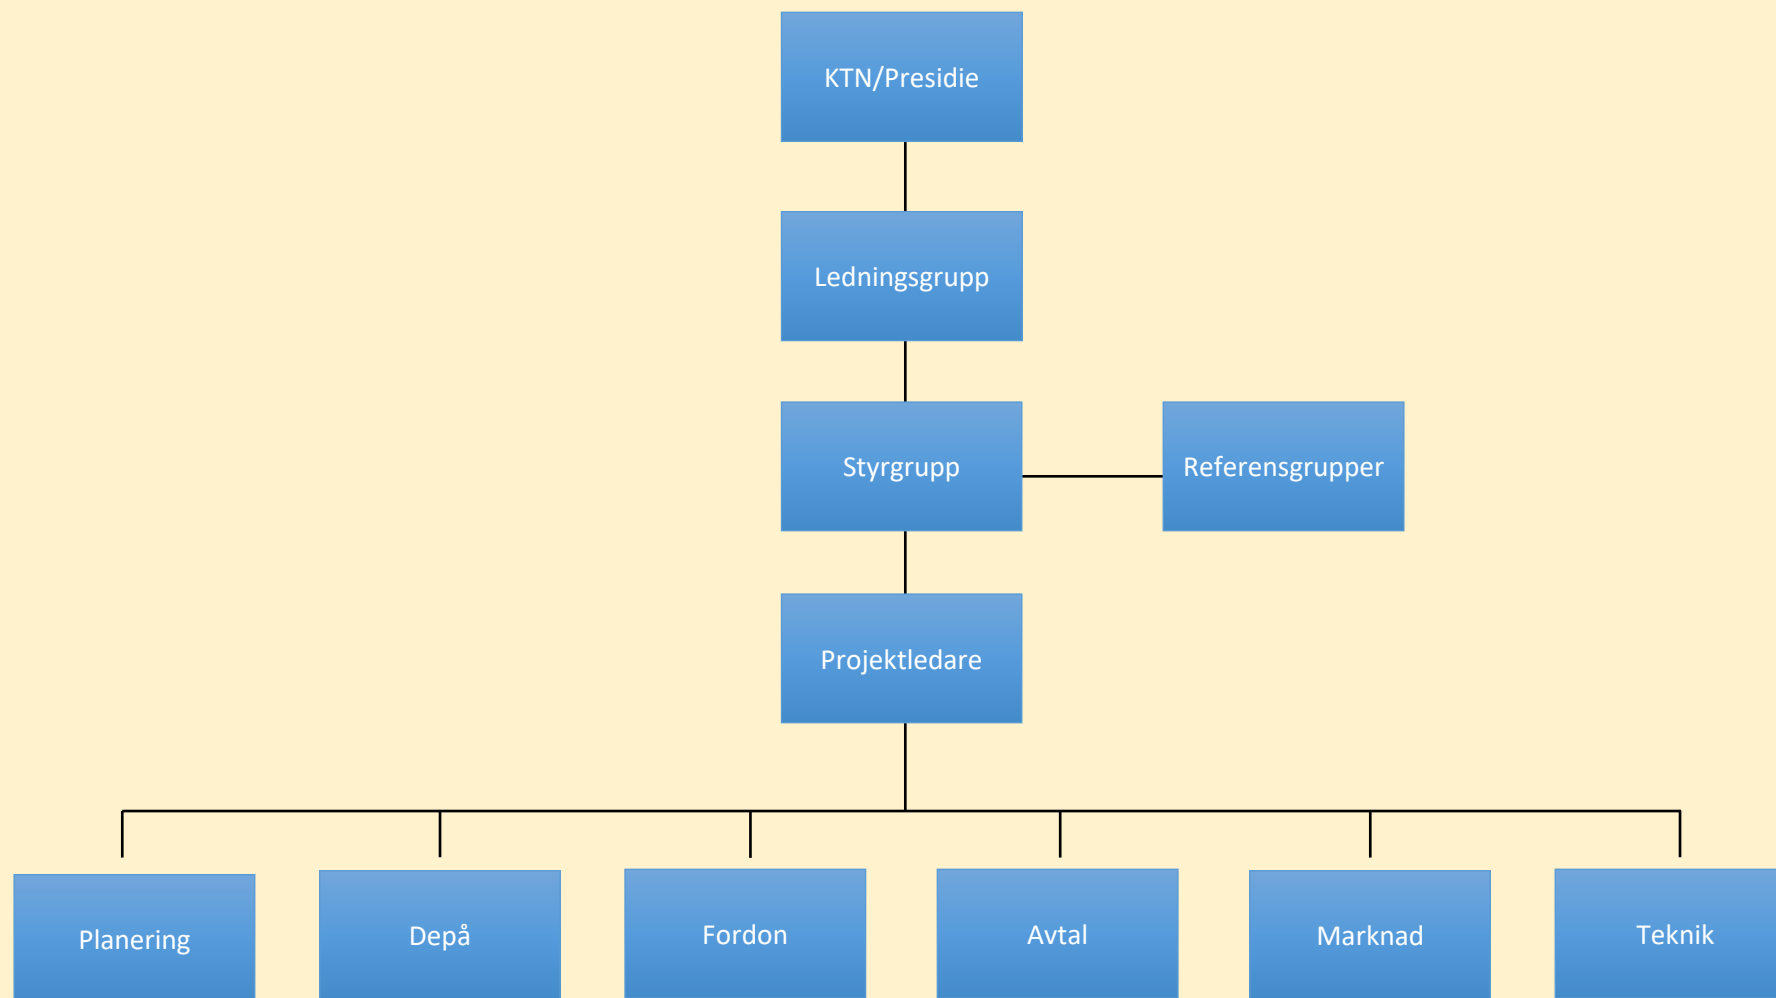 KTN/Presidie
Ledningsgrupp
Styrgrupp
Referensgrupper
Projektledare
Planering
Depå
Fordon
Avtal
Marknad
Teknik